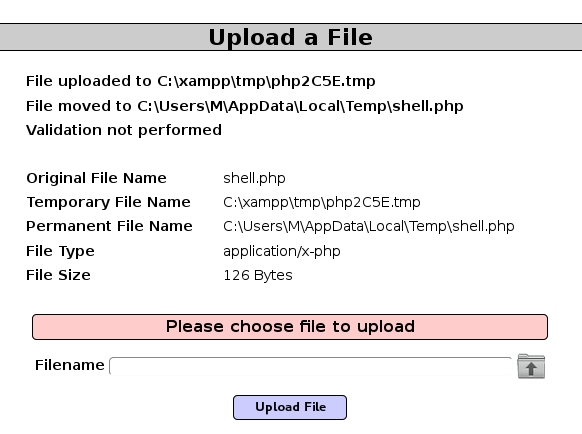 Upload a File
File uploaded to C:\xampp\tmp\php2C5E.tmp
File moved to C:\Users\M\AppData\Local\Temp\shell.php
Validation not performed
Original File Name shell.php
Temporary File Name C:\xampp\tmp\php2C5E.tmp
Permanent File Name C:\Users\M\AppData\Local\Temp\shell.php
File Type application/x-php
File Size 126 Bytes
Please choose file to upload
Filename
Upload File